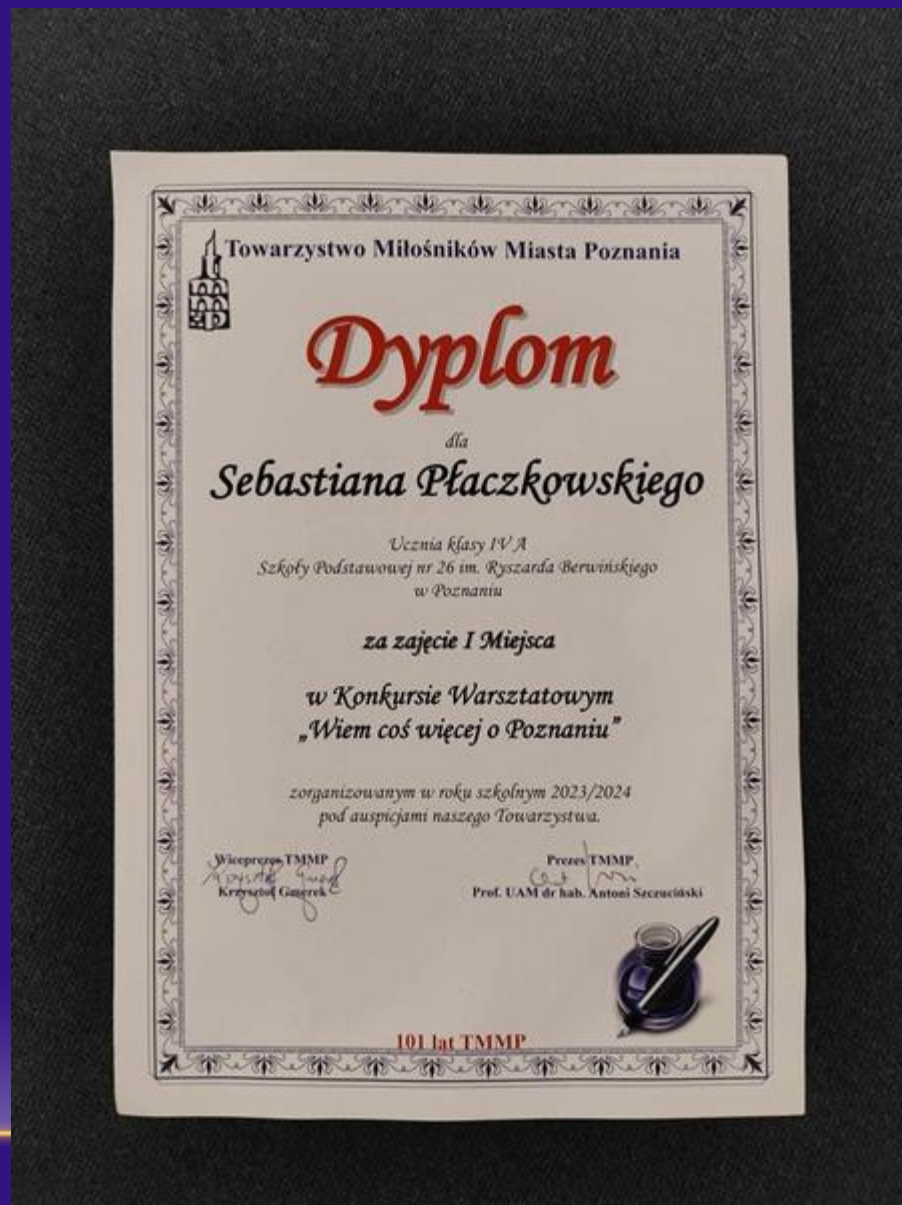 Towarzystwo Miłośników Miasta Poznania
Dyplom
dla
Sebastiana Płaczkowskiego
Ucznia klasy IV A
Szkoły Podstawowej nr 26 im. Ryszarda Berwińskiego
w Poznaniu
za zajęcie I Miejsca
w Konkursie Warsztatowym
„Wiem coś więcej o Poznaniu”
zorganizowanym w roku szkolnym 2023/2024
pod auspicjami naszego Towarzystwa.
Wiceprezes TMMP
Krzysztof Gmerek
Prezes TMMP
Prof. UAM dr hab. Antoni Szczuciński
101 lat TMMP